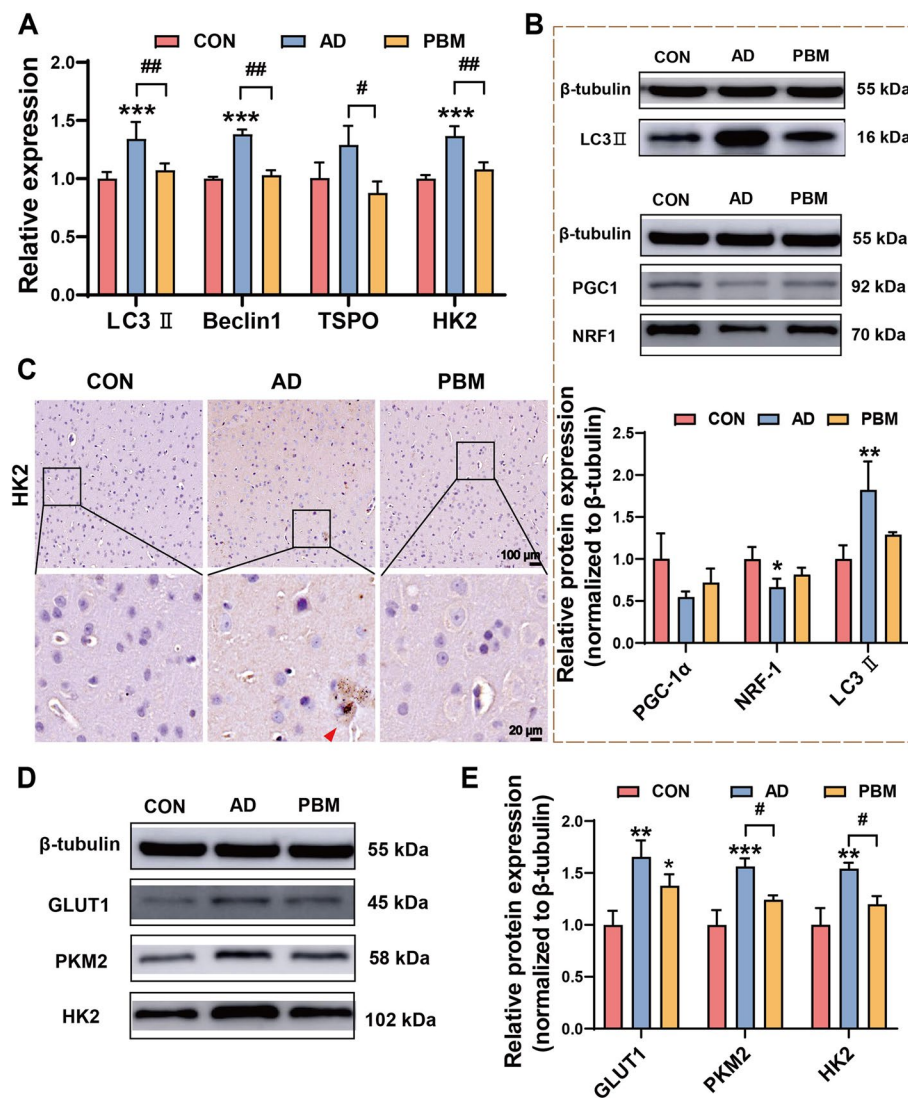 A
CON AD PBM
Relative expression
2.0
1.5
1.0
0.5
0.0
## ## # ##
*** *** ***
LC3 Ⅱ Beclin1 TSPO HK2
B
CON AD PBM
β-tubulin 55 kDa
LC3Ⅱ 16 kDa
CON AD PBM
β-tubulin 55 kDa
PGC1 92 kDa
NRF1 70 kDa
CON AD PBM
Relative protein expression
(normalized to β-tubulin)
2.5
2.0
1.5
1.0
0.5
0.0
* **
PGC-1α NRF-1 LC3 Ⅱ
C
CON AD PBM
HK2
100 μm
20 μm
D
CON AD PBM
β-tubulin 55 kDa
GLUT1 45 kDa
PKM2 58 kDa
HK2 102 kDa
E
CON AD PBM
Relative protein expression
(normalized to β-tubulin)
2.0
1.5
1.0
0.5
0.0
# #
** * *** **
GLUT1 PKM2 HK2